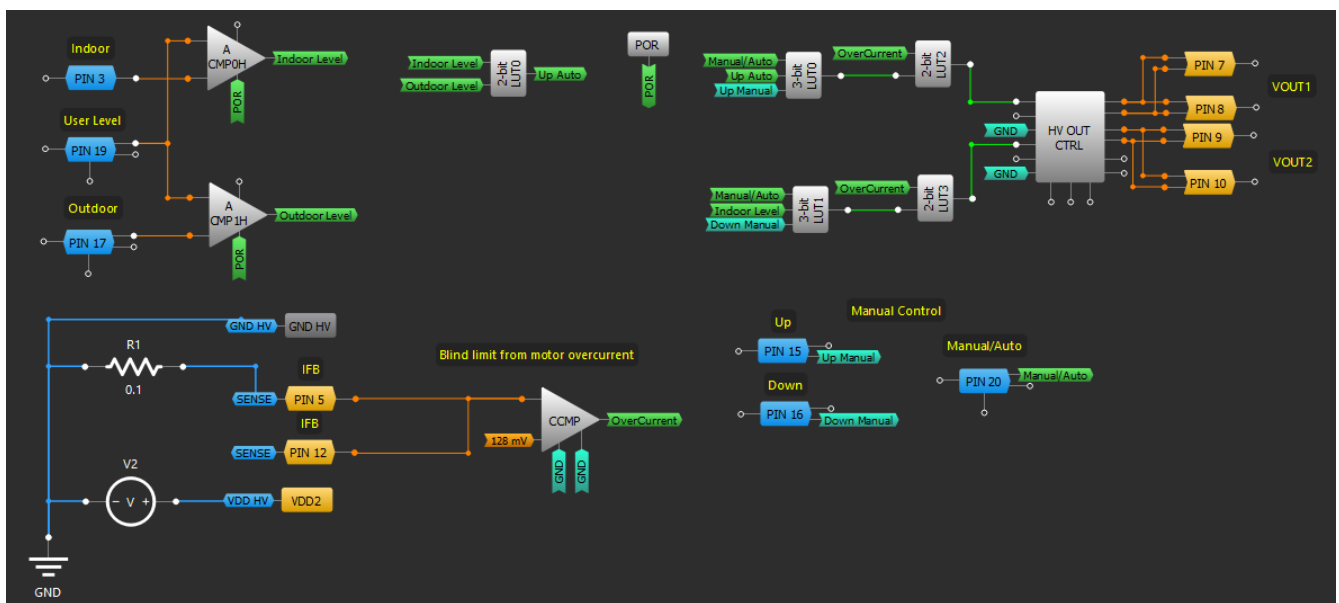 Indoor
PIN 3
A
CMP0H
Indoor Level
POR
User Level
PIN 19
Outdoor
PIN 17
A
CMP1H
Outdoor Level
POR
Indoor Level
Outdoor Level
2-bit
LUT0
Up Auto
POR
POR
Manual/Auto
Up Auto
Up Manual
3-bit
LUT0
OverCurrent
2-bit
LUT2
Manual/Auto
Indoor Level
Down Manual
3-bit
LUT1
OverCurrent
2-bit
LUT3
GND
GND
HV OUT
CTRL
PIN 7
PIN 8
VOUT1
PIN 9
PIN 10
VOUT2
GND HV
GND HV
R1
0.1
IFB
SENSE
PIN 5
IFB
SENSE
PIN 12
V2
V
VDD HV
VDD2
GND
Blind limit from motor overcurrent
128 mV
CCMP
OverCurrent
GND
GND
Manual Control
Up
PIN 15
Up Manual
Down
PIN 16
Down Manual
Manual/Auto
PIN 20
Manual/Auto